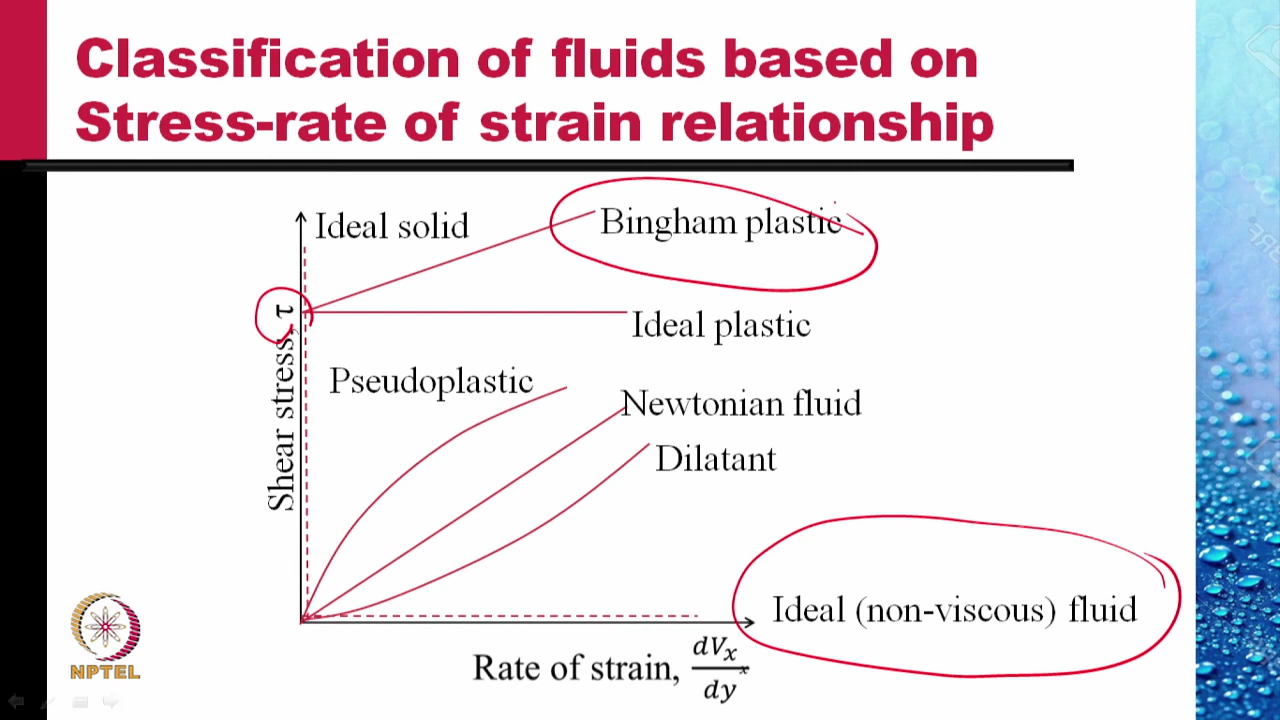 Classification of fluids based on
Stress-rate of strain relationship
Ideal solid
Bingham plastic
Ideal plastic
Pseudoplastic
Newtonian fluid
Dilatant
Shear stress, τ
Ideal (non-viscous) fluid
Rate of strain, dVₓ/dy
NPTEL